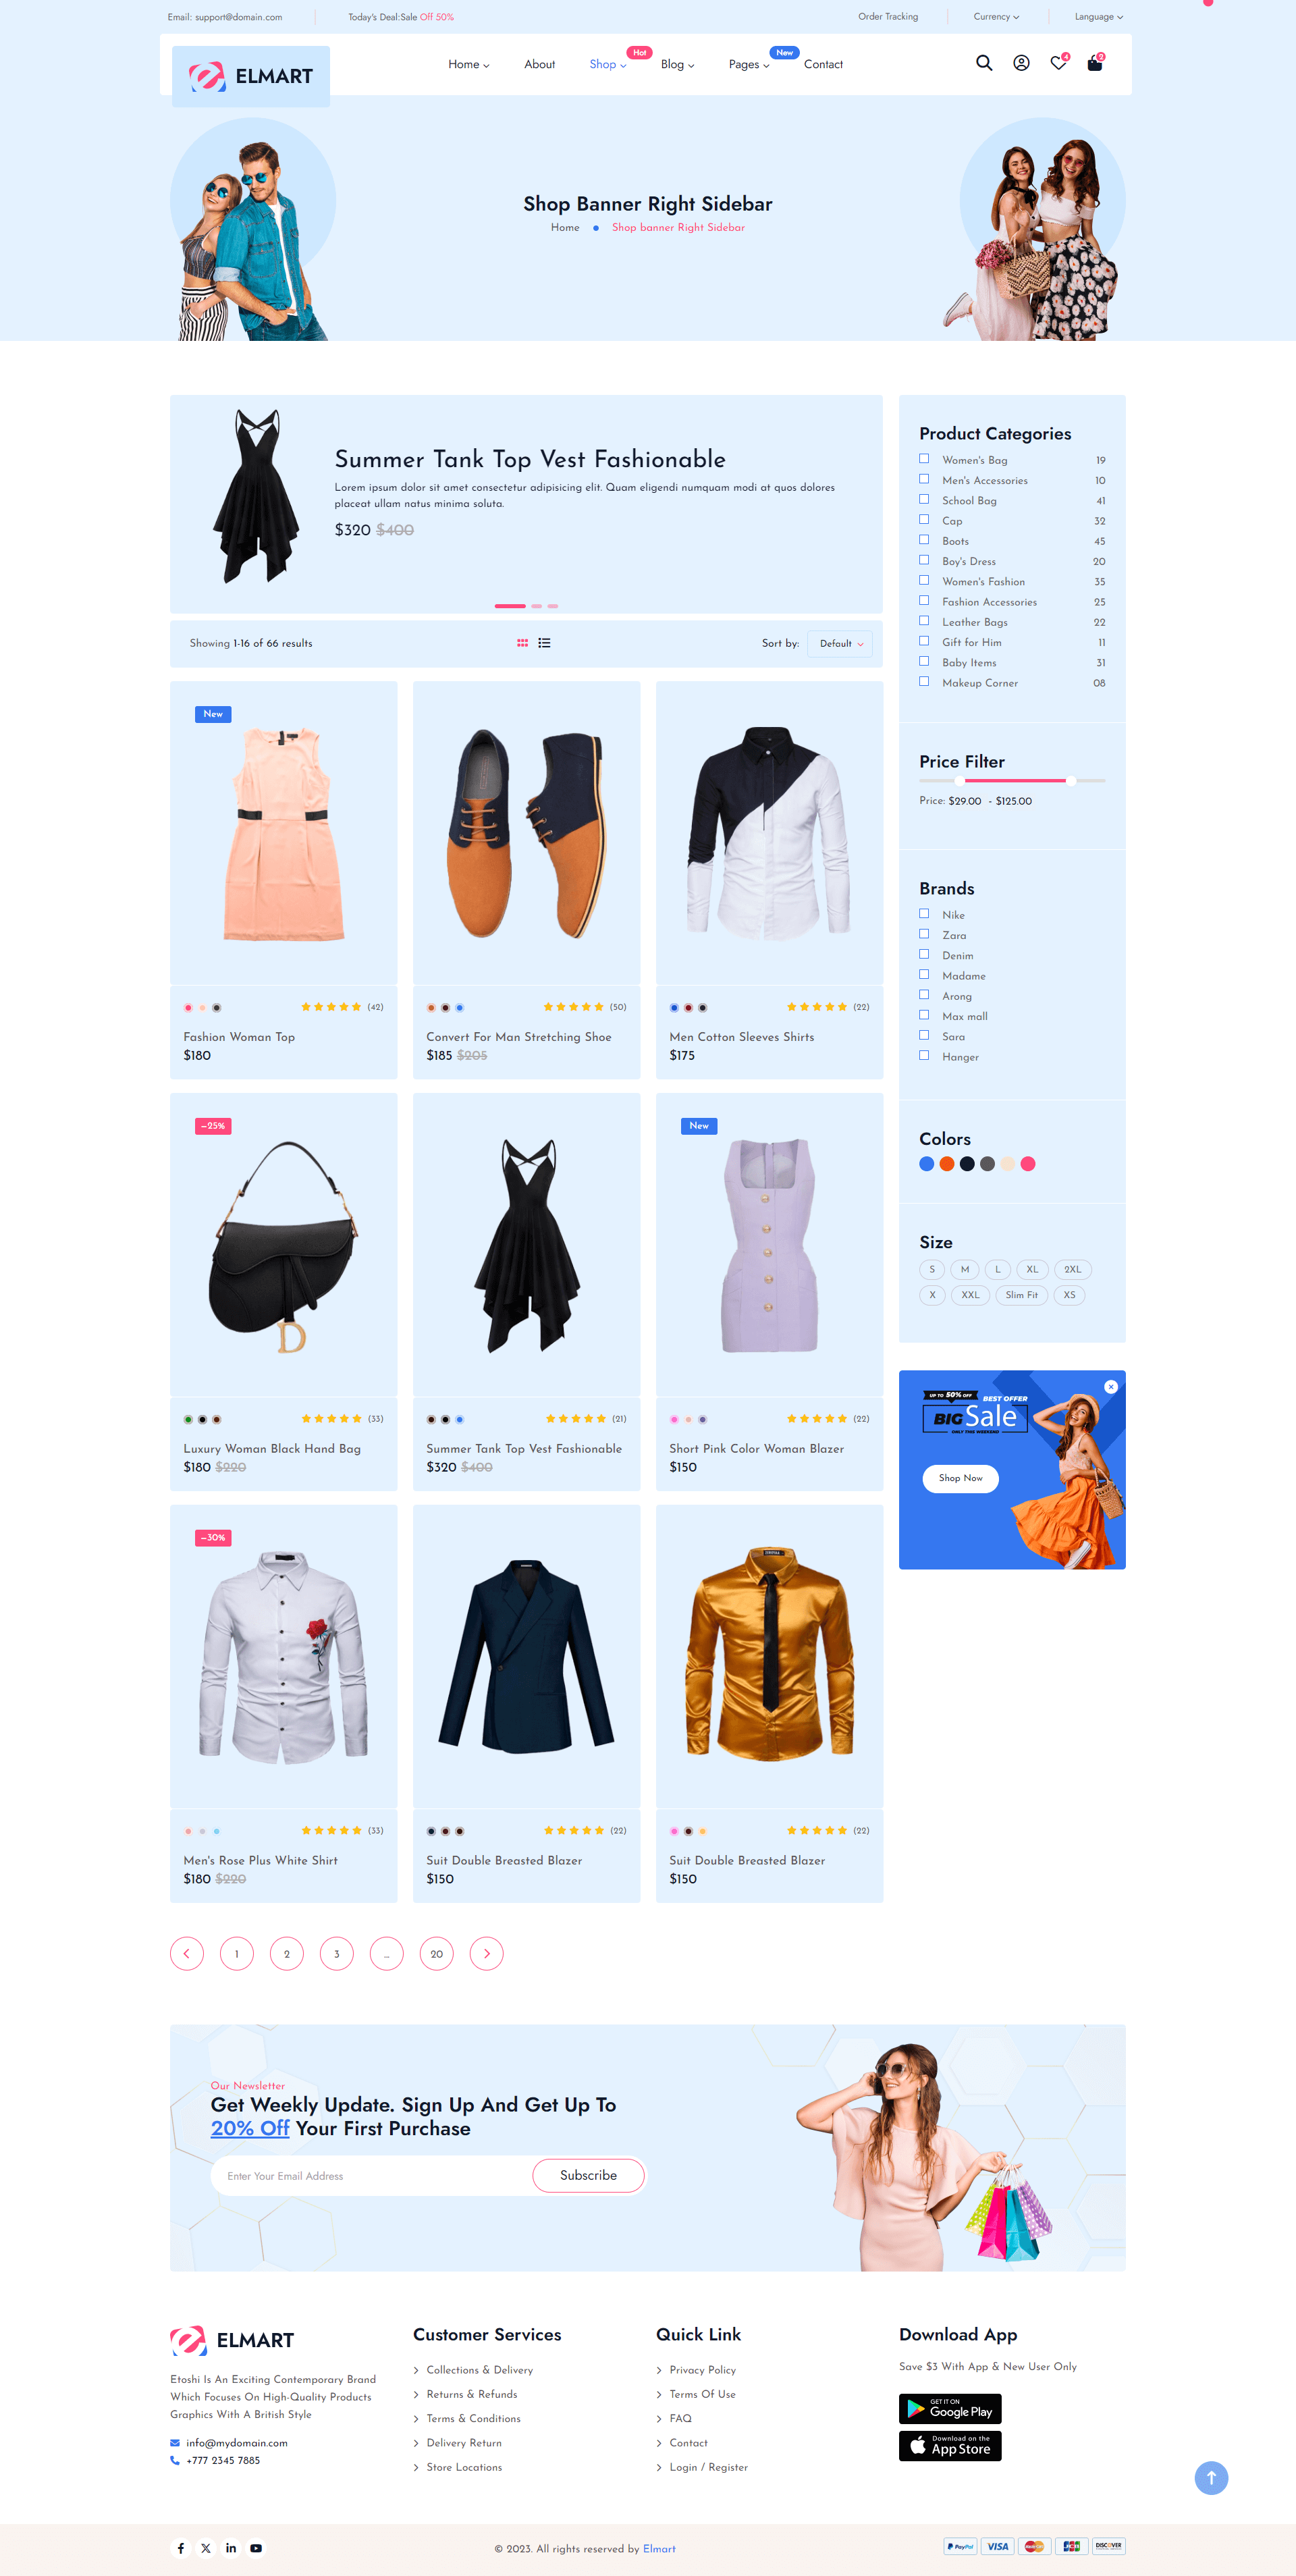 Email: support@domain.com
Today's Deal:Sale Off 50%
Order Tracking
Currency
Language
ELMART
Home
About
Shop
Hot
Blog
Pages
New
Contact
4
2
Shop Banner Right Sidebar
Home
Shop banner Right Sidebar
Summer Tank Top Vest Fashionable
Lorem ipsum dolor sit amet consectetur adipisicing elit. Quam eligendi numquam modi at quos dolores
placeat ullam natus minima soluta.
$320 $400
Showing 1-16 of 66 results
Sort by:
Default
New
(42)
Fashion Woman Top
$180
(50)
Convert For Man Stretching Shoe
$185 $205
(22)
Men Cotton Sleeves Shirts
$175
-25%
(33)
Luxury Woman Black Hand Bag
$180 $220
(21)
Summer Tank Top Vest Fashionable
$320 $400
New
(22)
Short Pink Color Woman Blazer
$150
-30%
(33)
Men's Rose Plus White Shirt
$180 $220
(22)
Suit Double Breasted Blazer
$150
(22)
Suit Double Breasted Blazer
$150
1
2
3
...
20
Product Categories
Women's Bag 19
Men's Accessories 10
School Bag 41
Cap 32
Boots 45
Boy's Dress 20
Women's Fashion 35
Fashion Accessories 25
Leather Bags 22
Gift for Him 11
Baby Items 31
Makeup Corner 08
Price Filter
Price: $29.00 - $125.00
Brands
Nike
Zara
Denim
Madame
Arong
Max mall
Sara
Hanger
Colors
Size
S
M
L
XL
2XL
X
XXL
Slim Fit
XS
UP TO 50% OFF
BEST OFFER
BIG Sale
ONLY THIS WEEKEND
Shop Now
Our Newsletter
Get Weekly Update. Sign Up And Get Up To
20% Off Your First Purchase
Enter Your Email Address
Subscribe
ELMART
Etoshi Is An Exciting Contemporary Brand
Which Focuses On High-Quality Products
Graphics With A British Style
info@mydomain.com
+777 2345 7885
Customer Services
Collections & Delivery
Returns & Refunds
Terms & Conditions
Delivery Return
Store Locations
Quick Link
Privacy Policy
Terms Of Use
FAQ
Contact
Login / Register
Download App
Save $3 With App & New User Only
GET IT ON
Google Play
Download on the
App Store
© 2023. All rights reserved by Elmart
PayPal
VISA
MasterCard
JCB
DISCOVER